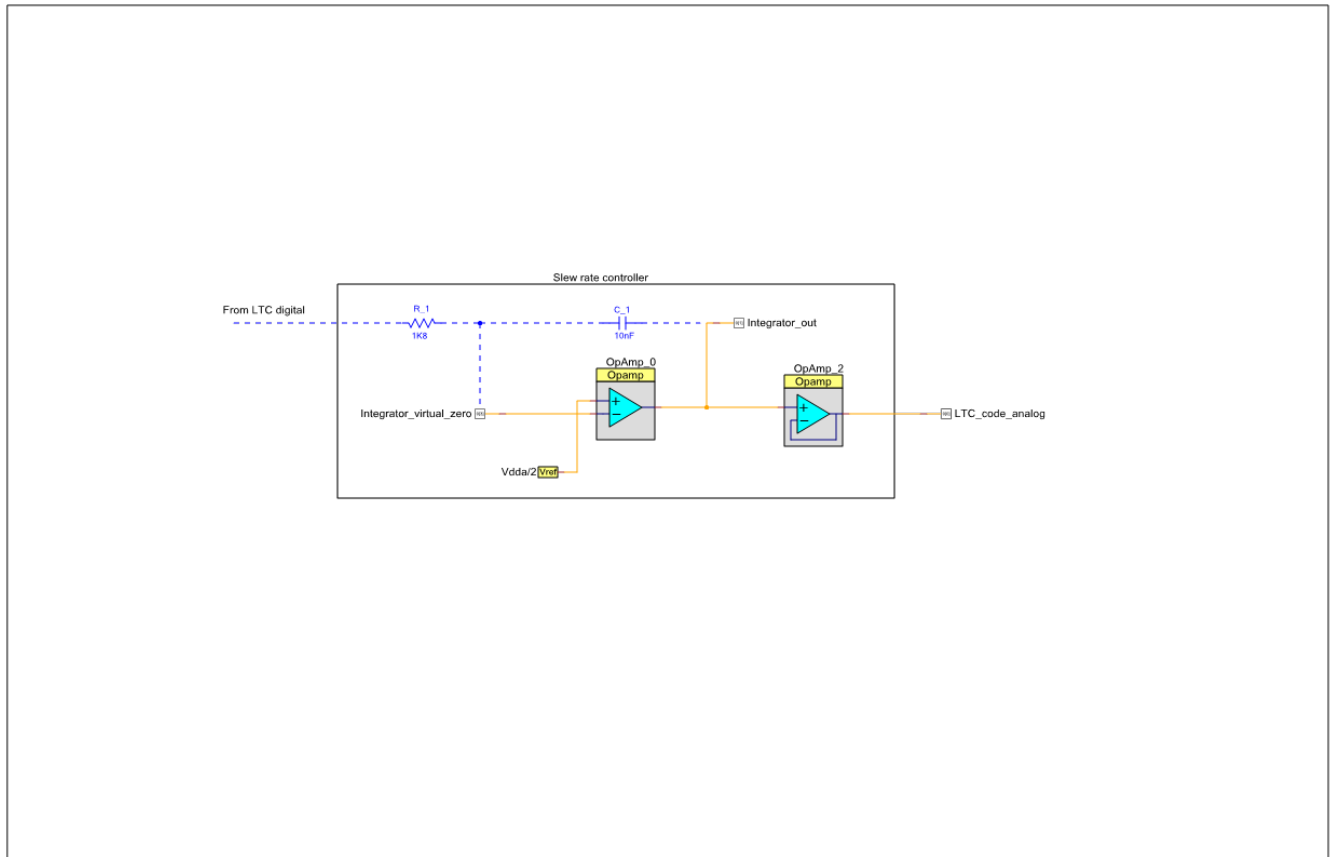 Slew rate controller
From LTC digital
R_1
1K8
C_1
10nF
Integrator_out
OpAmp_0
Opamp
OpAmp_2
Opamp
Integrator_virtual_zero
LTC_code_analog
Vdda/2
Vref